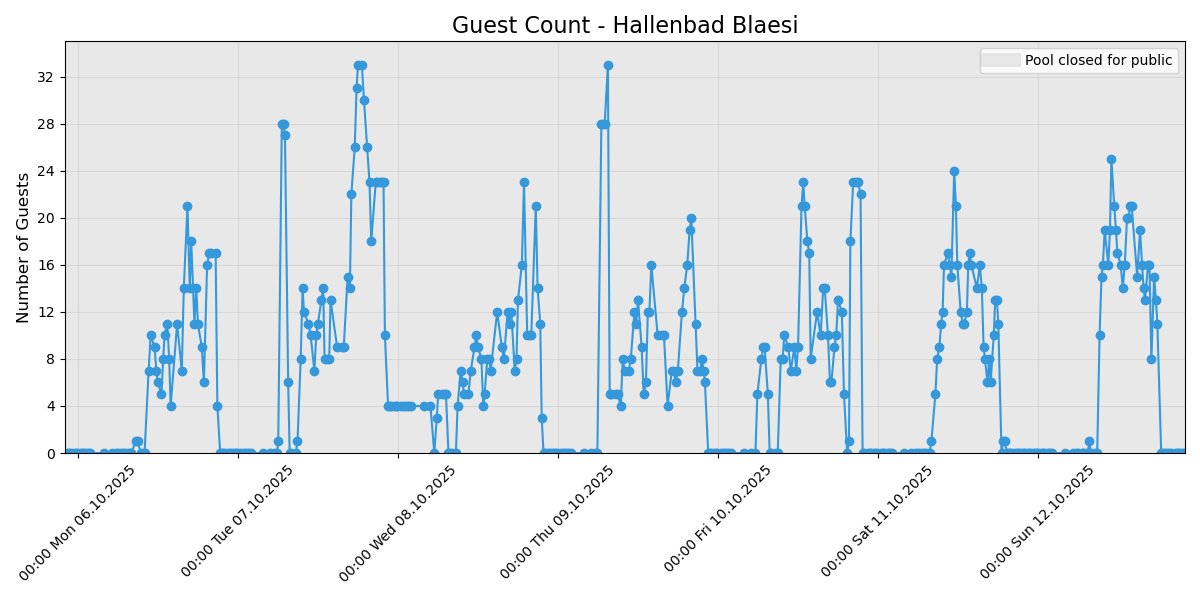 Guest Count - Hallenbad Blaesi
Pool closed for public
Number of Guests
32
28
24
20
16
12
8
4
0
00:00 Mon 06.10.2025
00:00 Tue 07.10.2025
00:00 Wed 08.10.2025
00:00 Thu 09.10.2025
00:00 Fri 10.10.2025
00:00 Sat 11.10.2025
00:00 Sun 12.10.2025